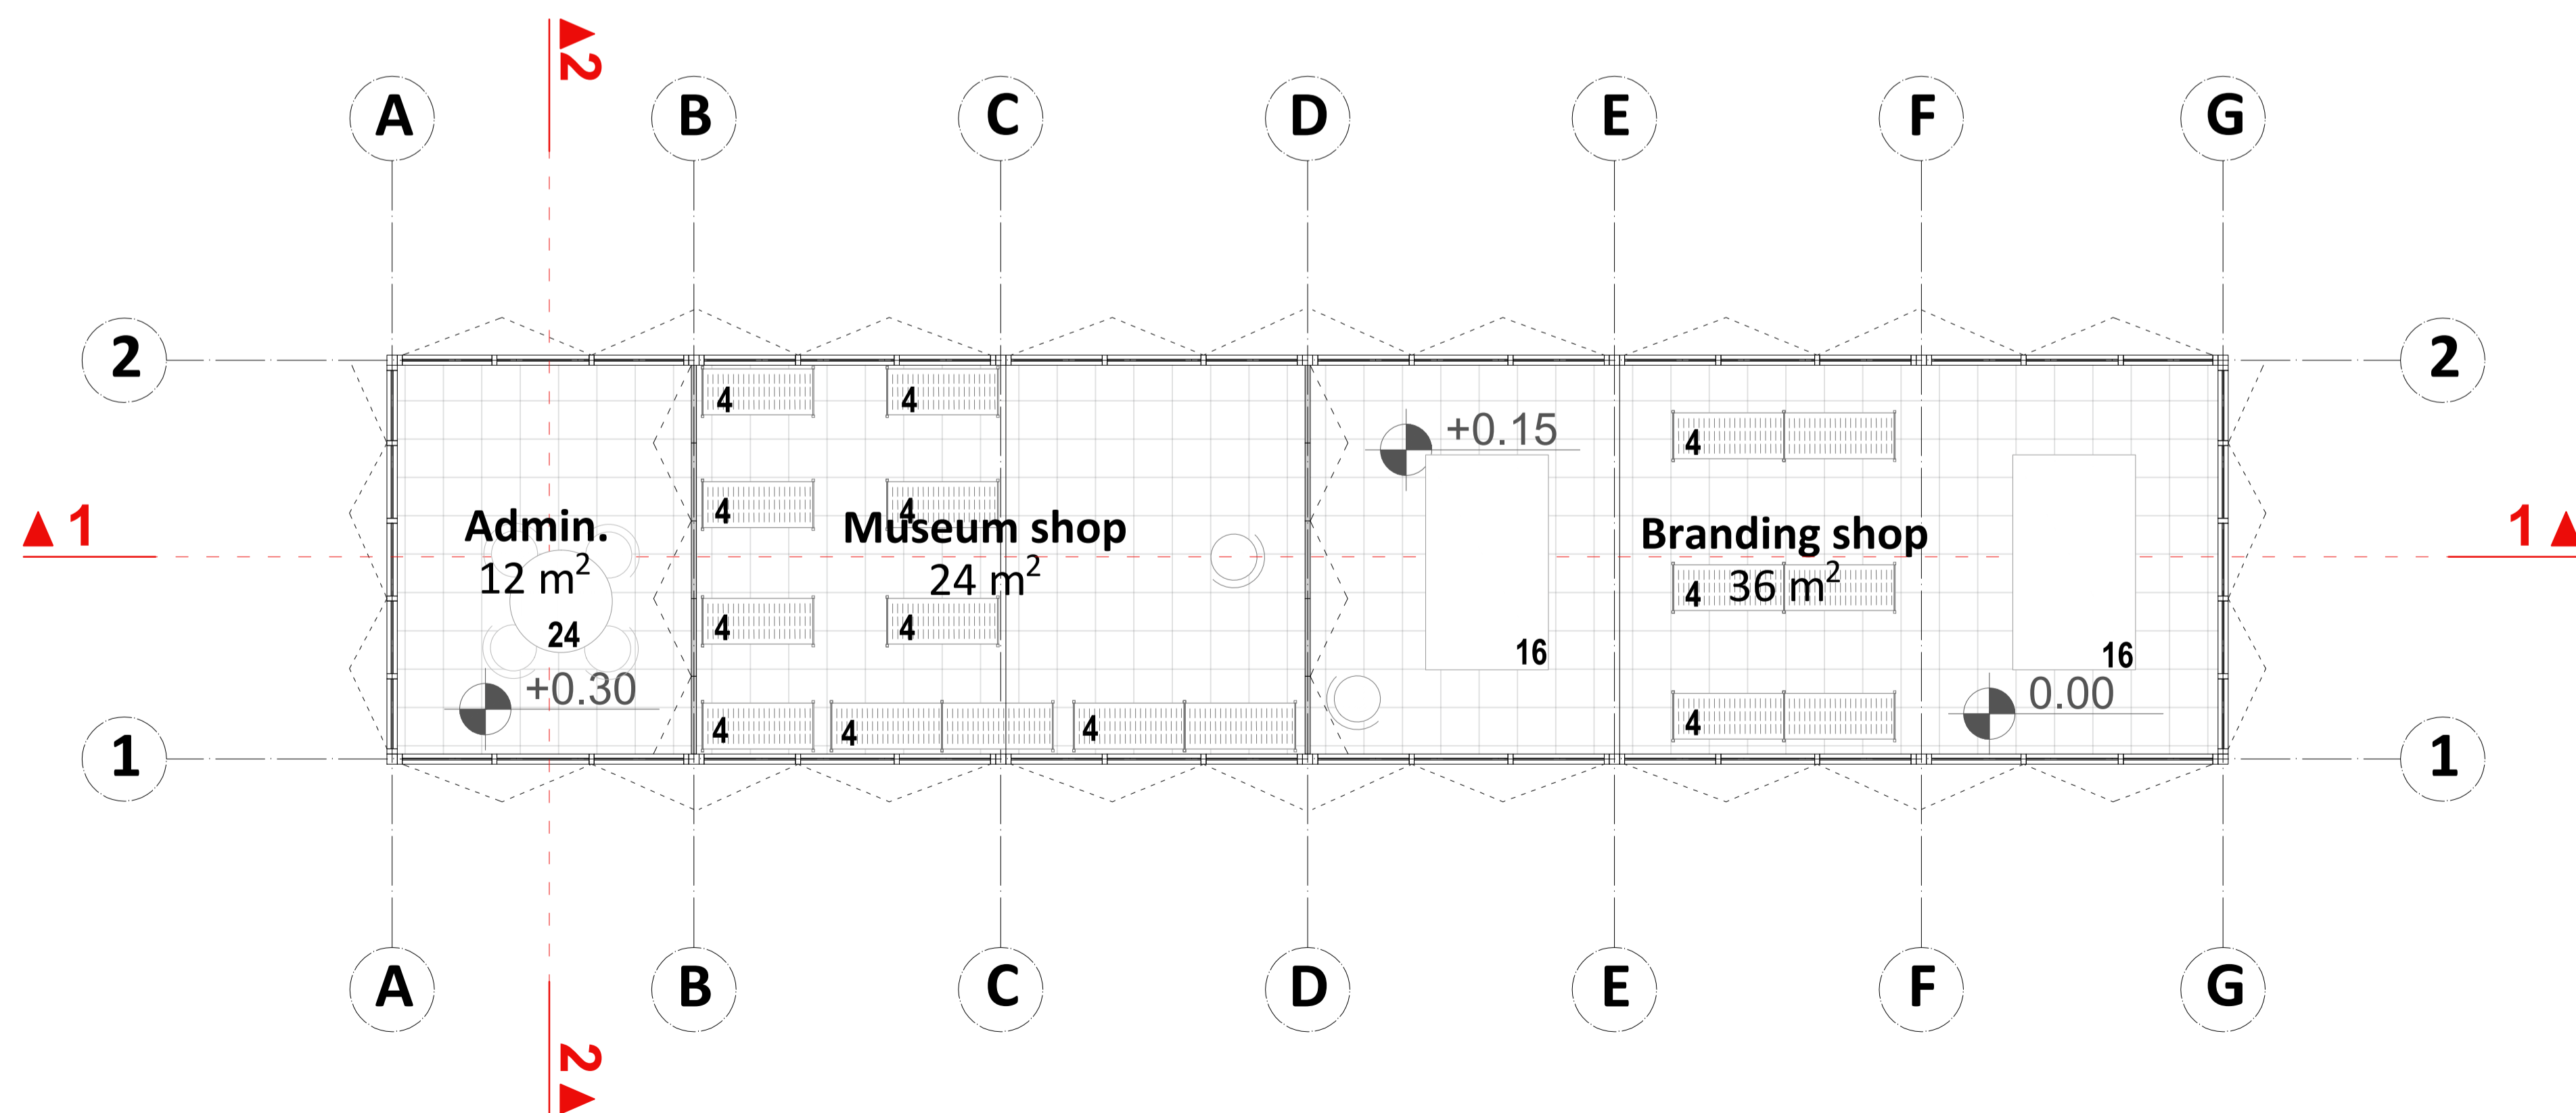 2
A B C D E F G
2 2
4 4
+0.15
4
4 4
1 Admin. Museum shop Branding shop 1
12 m² 24 m² 4 36 m²
24 4 4 16 16
+0.30 0.00
4 4 4 4
1 1
A B C D E F G
2